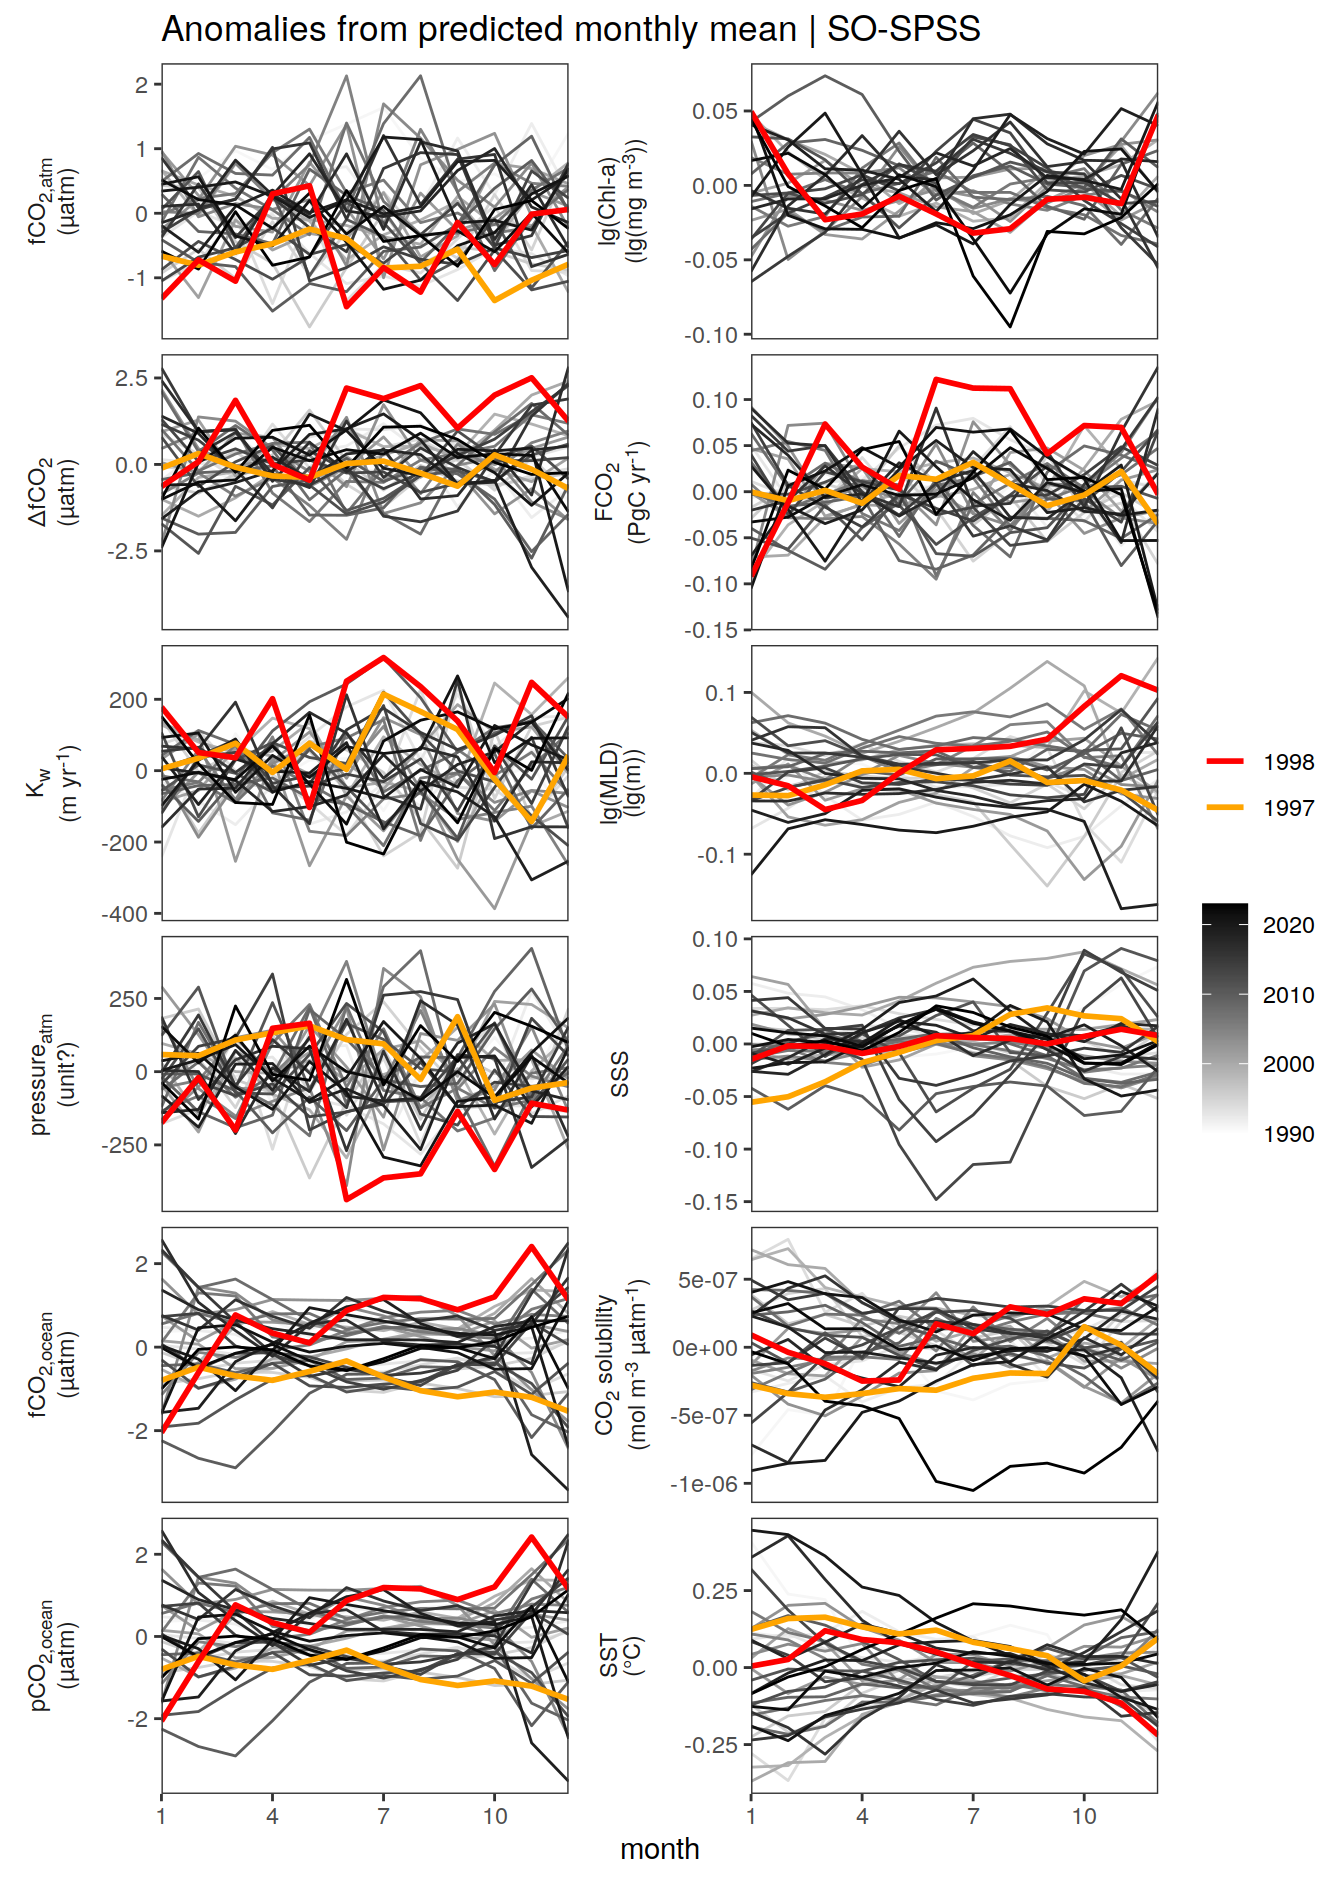 Anomalies from predicted monthly mean | SO-SPSS
fCO2,atm
(µatm)
2
1
0
-1
lg(Chl-a)
(lg(mg m-3))
0.05
0.00
-0.05
-0.10
ΔfCO2
(µatm)
2.5
0.0
-2.5
FCO2
(PgC yr-1)
0.10
0.05
0.00
-0.05
-0.10
-0.15
Kw
(m yr-1)
200
0
-200
-400
lg(MLD)
(lg(m))
0.1
0.0
-0.1
pressureatm
(unit?)
250
0
-250
SSS
0.10
0.05
0.00
-0.05
-0.10
-0.15
fCO2,ocean
(µatm)
2
0
-2
CO2 solubility
(mol m-3 µatm-1)
5e-07
0e+00
-5e-07
-1e-06
pCO2,ocean
(µatm)
2
0
-2
SST
(°C)
0.25
0.00
-0.25
1 4 7 10
1 4 7 10
month
1998
1997
2020
2010
2000
1990